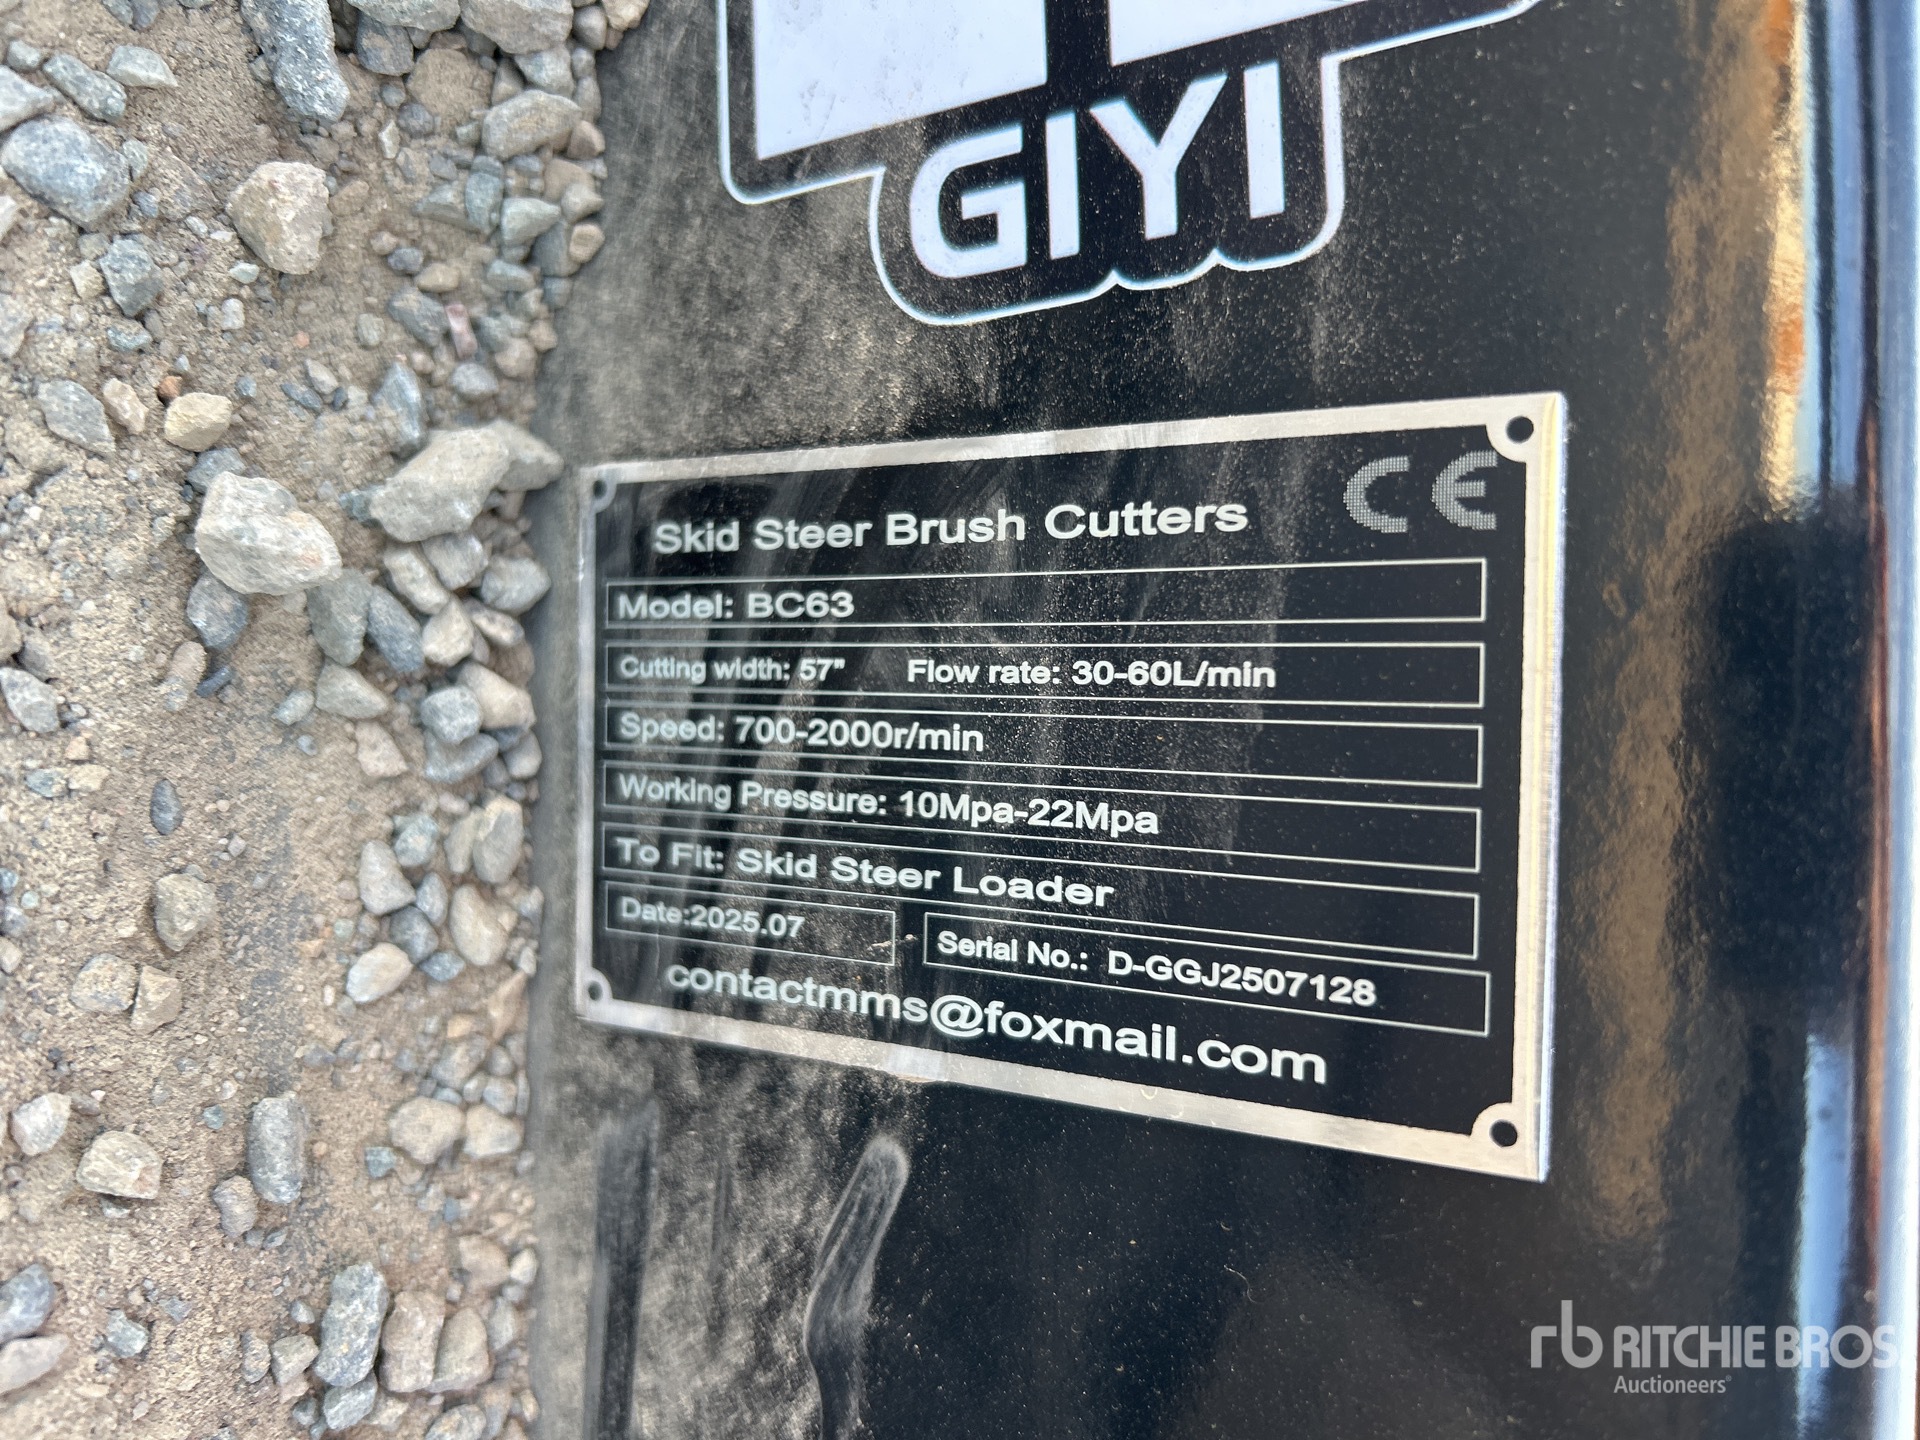 GIYI
CE
Skid Steer Brush Cutters
Model: BC63
Cutting width: 57" Flow rate: 30-60L/min
Speed: 700-2000r/min
Working Pressure: 10Mpa-22Mpa
To Fit: Skid Steer Loader
Date:2025.07 Serial No.: D-GGJ2507128
contactmms@foxmail.com
rb RITCHIE BROS
Auctioneers